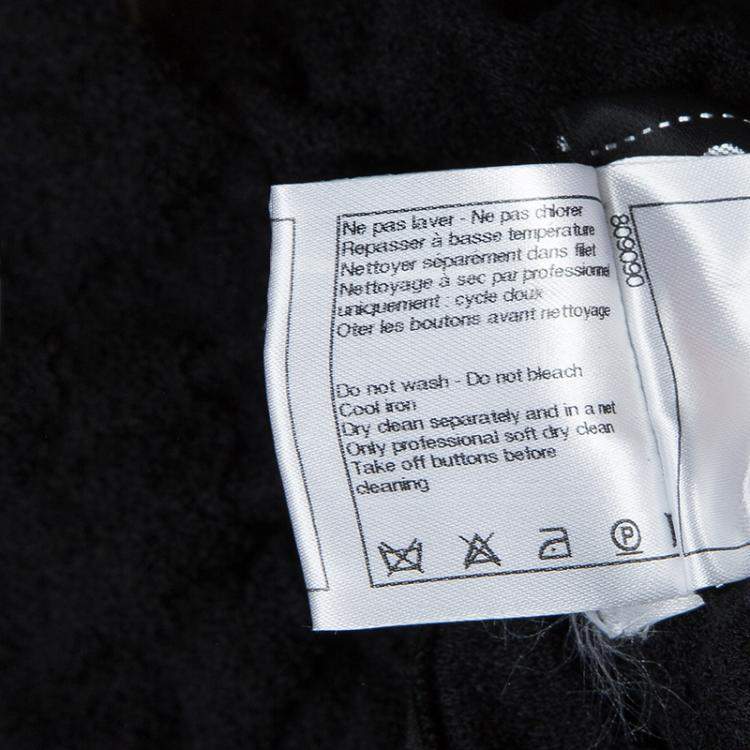 Ne pas laver - Ne pas chlorer
Repasser à basse temperature
Nettoyer séparément dans filet
Nettoyage à sec par professionnel
uniquement : cycle doux
Oter les boutons avant nettoyage
Do not wash - Do not bleach
Cool iron
Dry clean separately and in a net
Only professional soft dry clean
Take off buttons before
cleaning
P